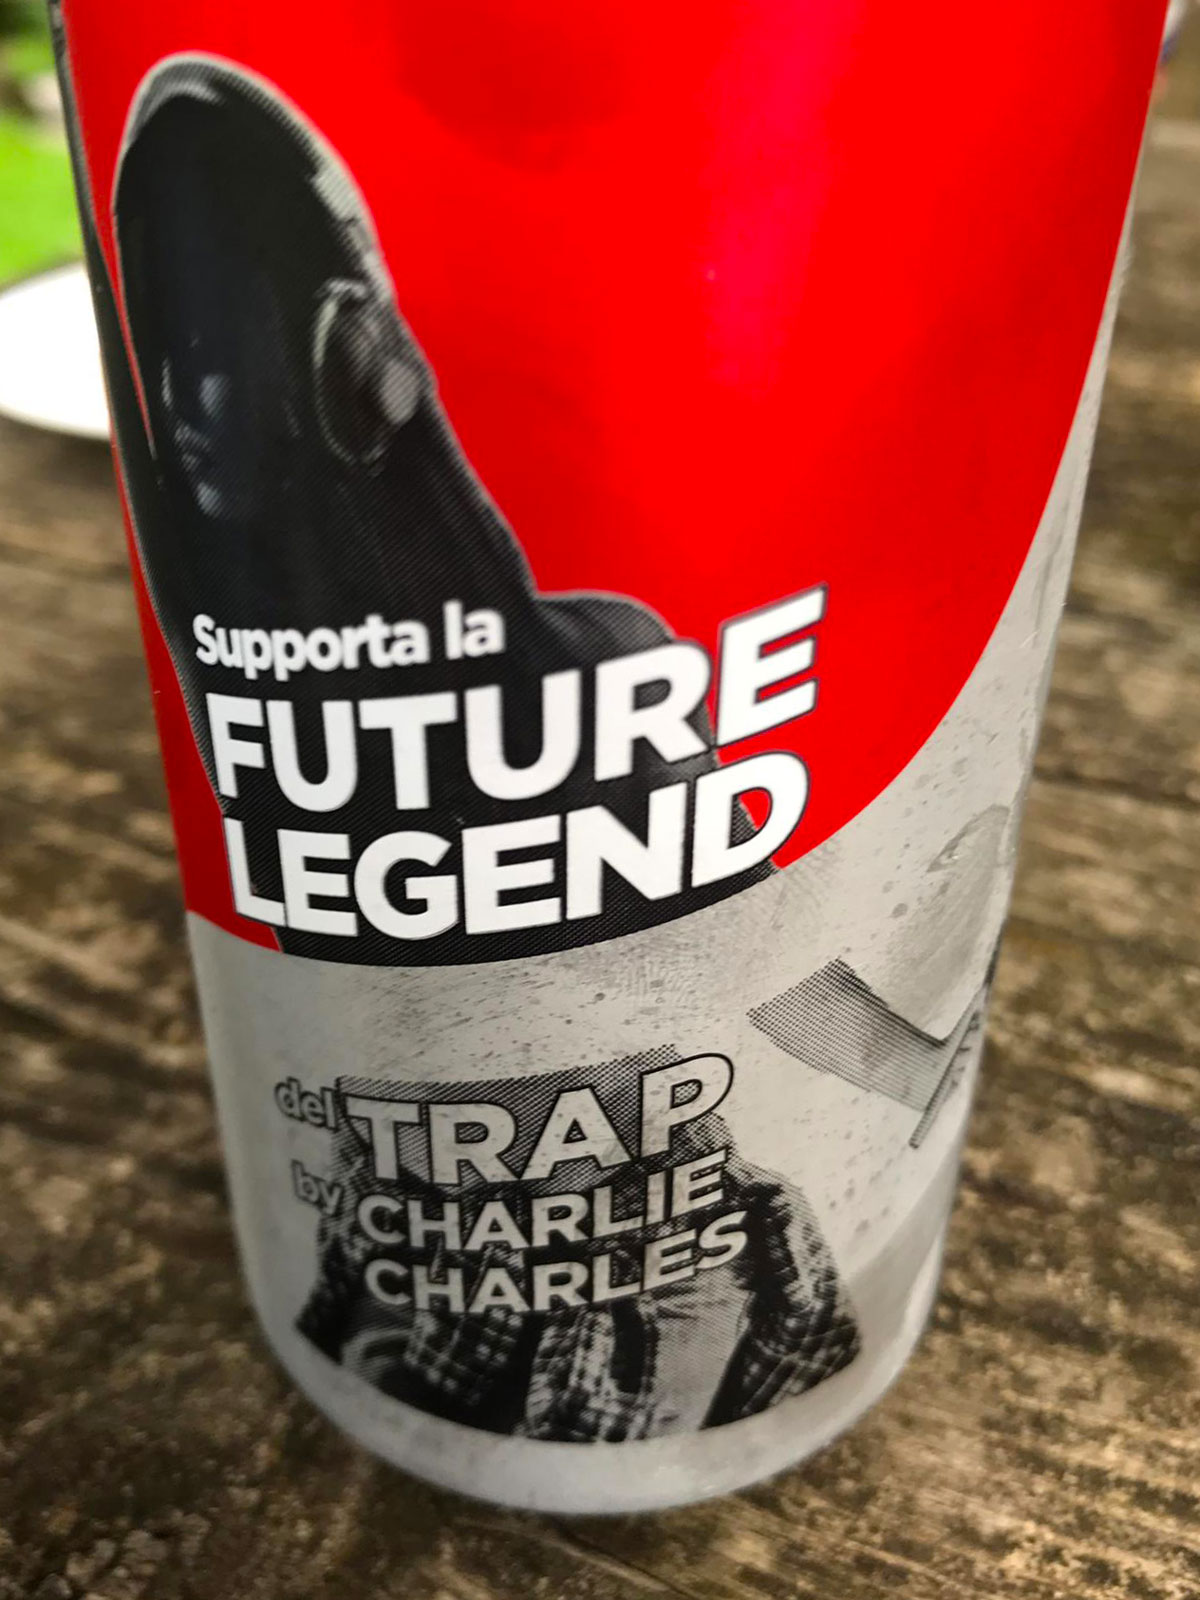 Supporta la
FUTURE
LEGEND
del TRAP
by CHARLIE
CHARLES